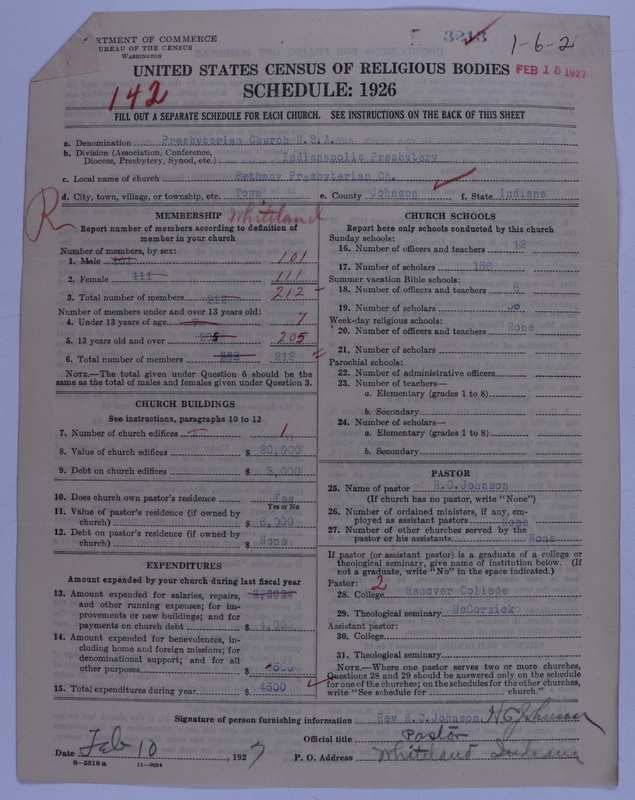 RTMENT OF COMMERCE
UREAU OF THE CENSUS
WASHINGTON
3213
1-6-2
UNITED STATES CENSUS OF RELIGIOUS BODIES
FEB 15 1927
142
SCHEDULE: 1926
FILL OUT A SEPARATE SCHEDULE FOR EACH CHURCH. SEE INSTRUCTIONS ON THE BACK OF THIS SHEET
a. Denomination Presbyterian Church U.S.A.
b. Division (Association, Conference, Diocese, Presbytery, Synod, etc.) Indianapolis Presbytery
c. Local name of church Bethany Presbyterian Ch.
d. City, town, village, or township, etc. Town e. County Johnson f. State Indiana
R
Whiteland
MEMBERSHIP
Report number of members according to definition of
member in your church
Number of members, by sex:
1. Male 101 101
2. Female 111 111
3. Total number of members 212 212
Number of members under and over 13 years old:
4. Under 13 years of age 7
5. 13 years old and over 205
6. Total number of members 212
NOTE.—The total given under Question 6 should be the
same as the total of males and females given under Question 3.
CHURCH BUILDINGS
See instructions, paragraphs 10 to 12
7. Number of church edifices 1
8. Value of church edifices $
9. Debt on church edifices $
10. Does church own pastor's residence Yes
Yes or No
11. Value of pastor's residence (if owned by
church) $ 6,000
12. Debt on pastor's residence (if owned by
church) $ None
EXPENDITURES
Amount expended by your church during last fiscal year
13. Amount expended for salaries, repairs,
and other running expenses; for im-
provements or new buildings; and for
payments on church debt $ 4,000
14. Amount expended for benevolences, in-
cluding home and foreign missions; for
denominational support; and for all
other purposes $ 500
15. Total expenditures during year $ 4500
CHURCH SCHOOLS
Report here only schools conducted by this church
Sunday schools:
16. Number of officers and teachers 12
17. Number of scholars
Summer vacation Bible schools:
18. Number of officers and teachers
19. Number of scholars
Week-day religious schools:
20. Number of officers and teachers None
21. Number of scholars
Parochial schools:
22. Number of administrative officers
23. Number of teachers—
a. Elementary (grades 1 to 8)
b. Secondary
24. Number of scholars—
a. Elementary (grades 1 to 8)
b. Secondary
PASTOR
25. Name of pastor H.C.Johnson
(If church has no pastor, write "None")
26. Number of ordained ministers, if any, em-
ployed as assistant pastors None
27. Number of other churches served by the
pastor or his assistants None
If pastor (or assistant pastor) is a graduate of a college or
theological seminary, give name of institution below. (If
not a graduate, write "No" in the space indicated.)
Pastor: 2
28. College Hanover College
29. Theological seminary McCormick
Assistant pastor:
30. College
31. Theological seminary
NOTE.—Where one pastor serves two or more churches,
Questions 28 and 29 should be answered only on the schedule
for one of the churches; on the schedules for the other churches,
write "See schedule for church."
Signature of person furnishing information Rev H.C.Johnson H C Johnson
Official title Pastor
Date Feb 10, 1927 P. O. Address Whiteland Indiana
8-5518 a 11-9034